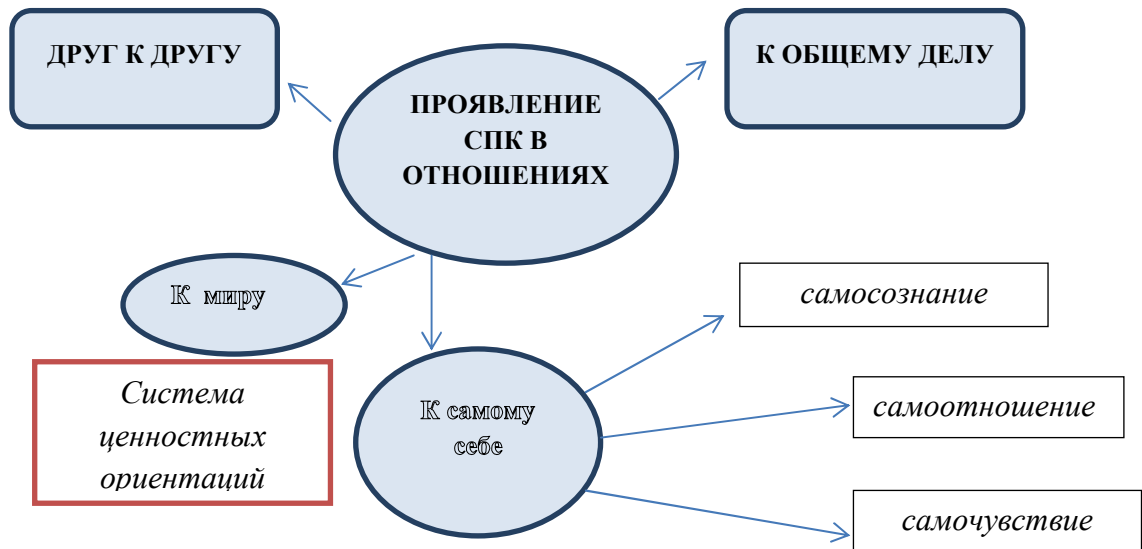 ДРУГ К ДРУГУ
К ОБЩЕМУ ДЕЛУ
ПРОЯВЛЕНИЕ
СПК В
ОТНОШЕНИЯХ
К миру
Система
ценностных
ориентаций
К самому
себе
самосознание
самоотношение
самочувствие